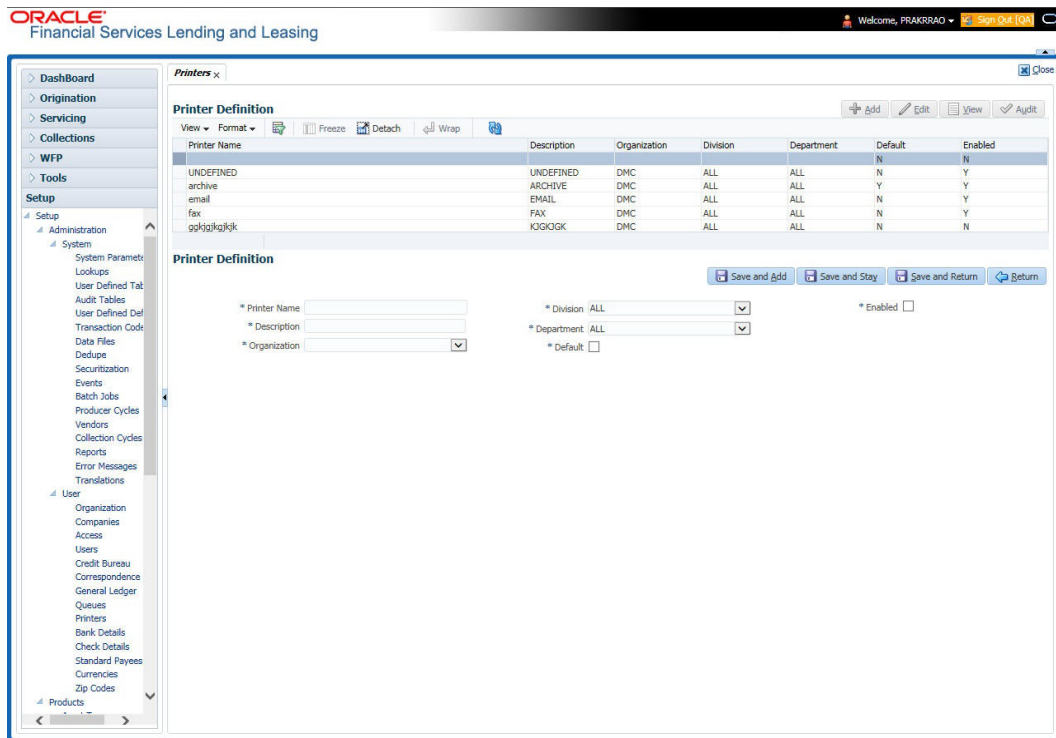 ORACLE
Financial Services Lending and Leasing
Welcome, PRAKRRAO
Sign Out [QA]
DashBoard
Origination
Servicing
Collections
WFP
Tools
Setup
Setup
Administration
System
System Paramete
Lookups
User Defined Tab
Audit Tables
User Defined Def
Transaction Code
Data Files
Dedupe
Securitization
Events
Batch Jobs
Producer Cycles
Vendors
Collection Cycles
Reports
Error Messages
Translations
User
Organization
Companies
Access
Users
Credit Bureau
Correspondence
General Ledger
Queues
Printers
Bank Details
Check Details
Standard Payees
Currencies
Zip Codes
Products
Printers x
Close
Printer Definition
Add Edit View Audit
View Format Freeze Detach Wrap
Printer Name Description Organization Division Department Default Enabled
N N
UNDEFINED UNDEFINED DMC ALL ALL N Y
archive ARCHIVE DMC ALL ALL Y Y
email EMAIL DMC ALL ALL N Y
fax FAX DMC ALL ALL N Y
KJGKJGK DMC ALL ALL N N
Printer Definition
Save and Add Save and Stay Save and Return Return
* Printer Name * Division ALL * Enabled
* Description * Department ALL
* Organization * Default